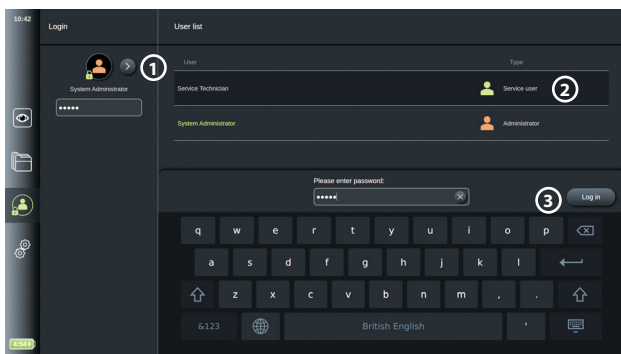 10:42
Login
User list
1
User
Type
Service Technician
Service user
2
System Administrator
•••••
System Administrator
Administrator
Please enter password:
•••••
3
Log in
q w e r t y u i o p
a s d f g h j k l
z x c v b n m , .
&123
British English
'
4:54